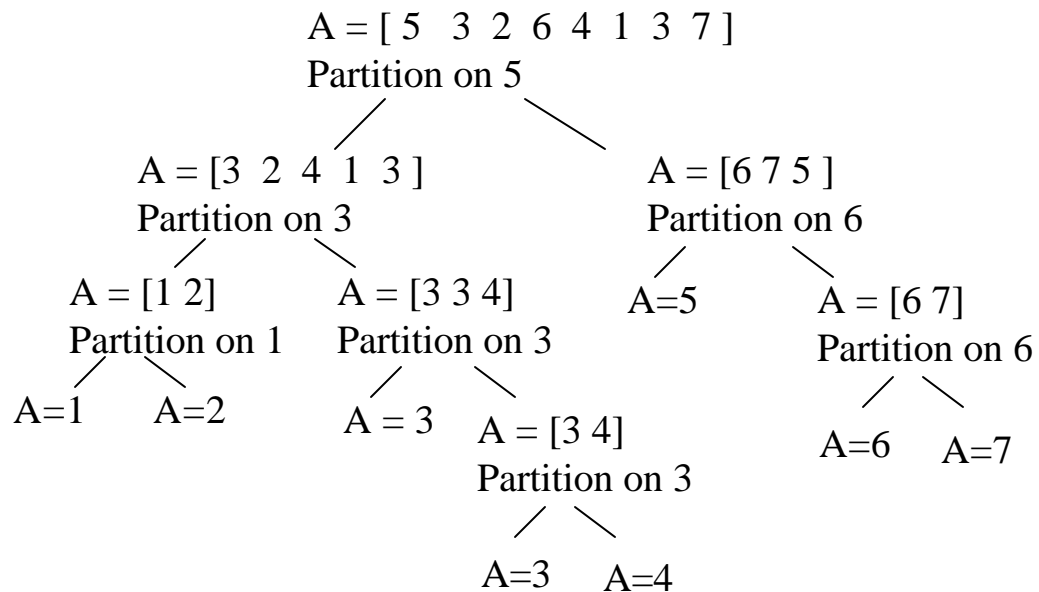 A = [ 5 3 2 6 4 1 3 7 ]
Partition on 5
A = [3 2 4 1 3 ]
Partition on 3
A = [6 7 5 ]
Partition on 6
A = [1 2]
Partition on 1
A = [3 3 4]
Partition on 3
A=5
A = [6 7]
Partition on 6
A=1
A=2
A = 3
A = [3 4]
Partition on 3
A=6
A=7
A=3
A=4